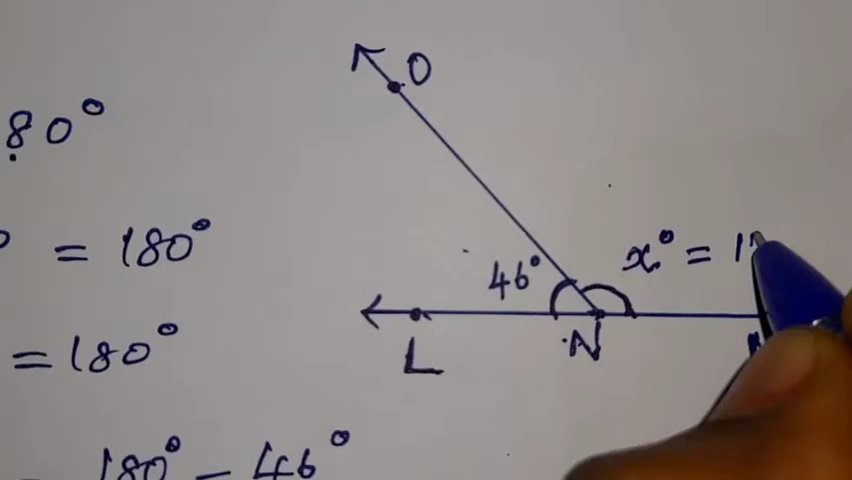 80°
= 180°
= 180°
180° - 46°
O
46°
x° = 1
L
N